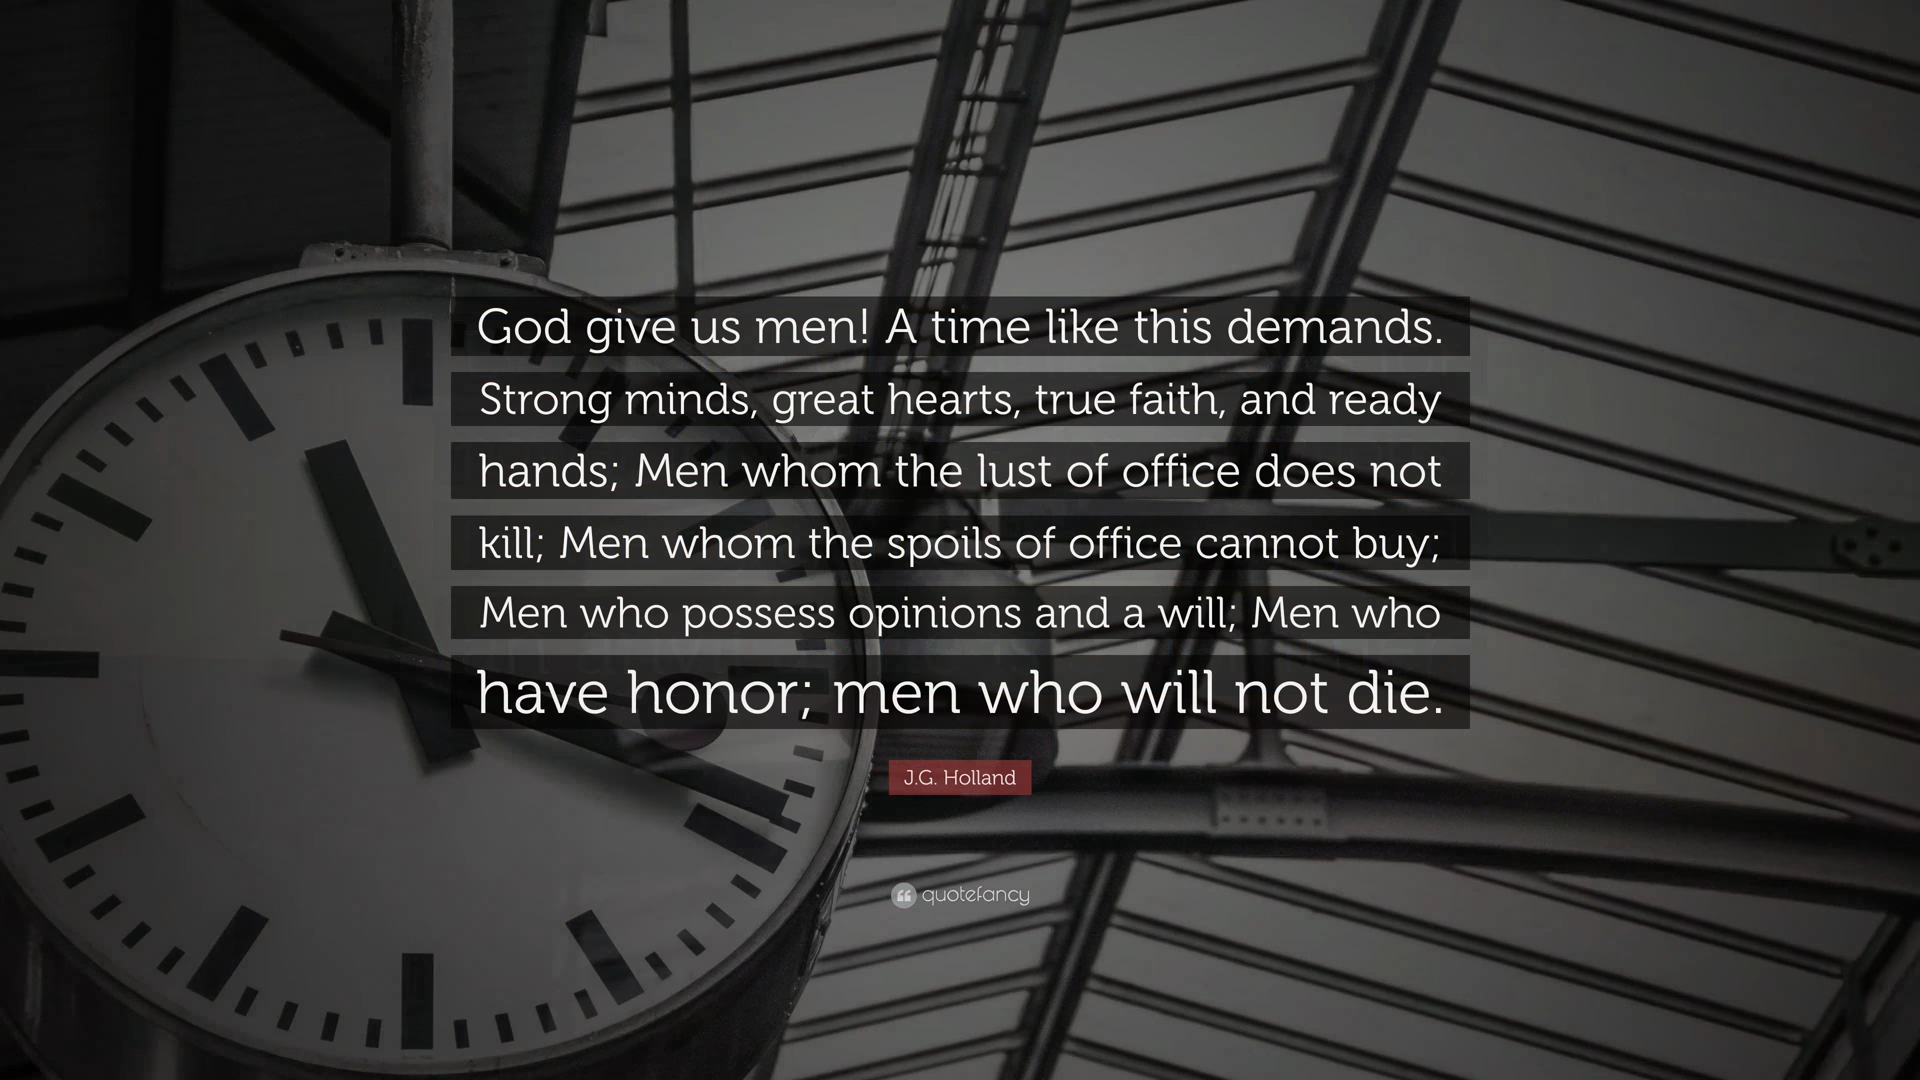 God give us men! A time like this demands.
Strong minds, great hearts, true faith, and ready
hands; Men whom the lust of office does not
kill; Men whom the spoils of office cannot buy;
Men who possess opinions and a will; Men who
have honor; men who will not die.
J.G. Holland
quotefancy